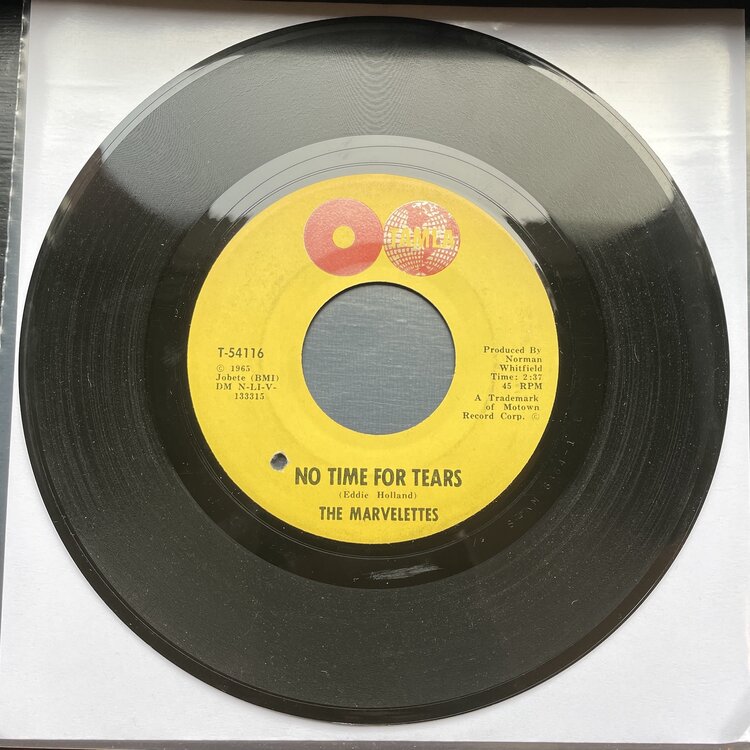 TAMLA
T-54116
© 1965
Jobete (BMI)
DM N-LI-V-
133315
Produced By
Norman
Whitfield
Time: 2:37
45 RPM
A Trademark
of Motown
Record Corp. ©
NO TIME FOR TEARS
(Eddie Holland)
THE MARVELETTES